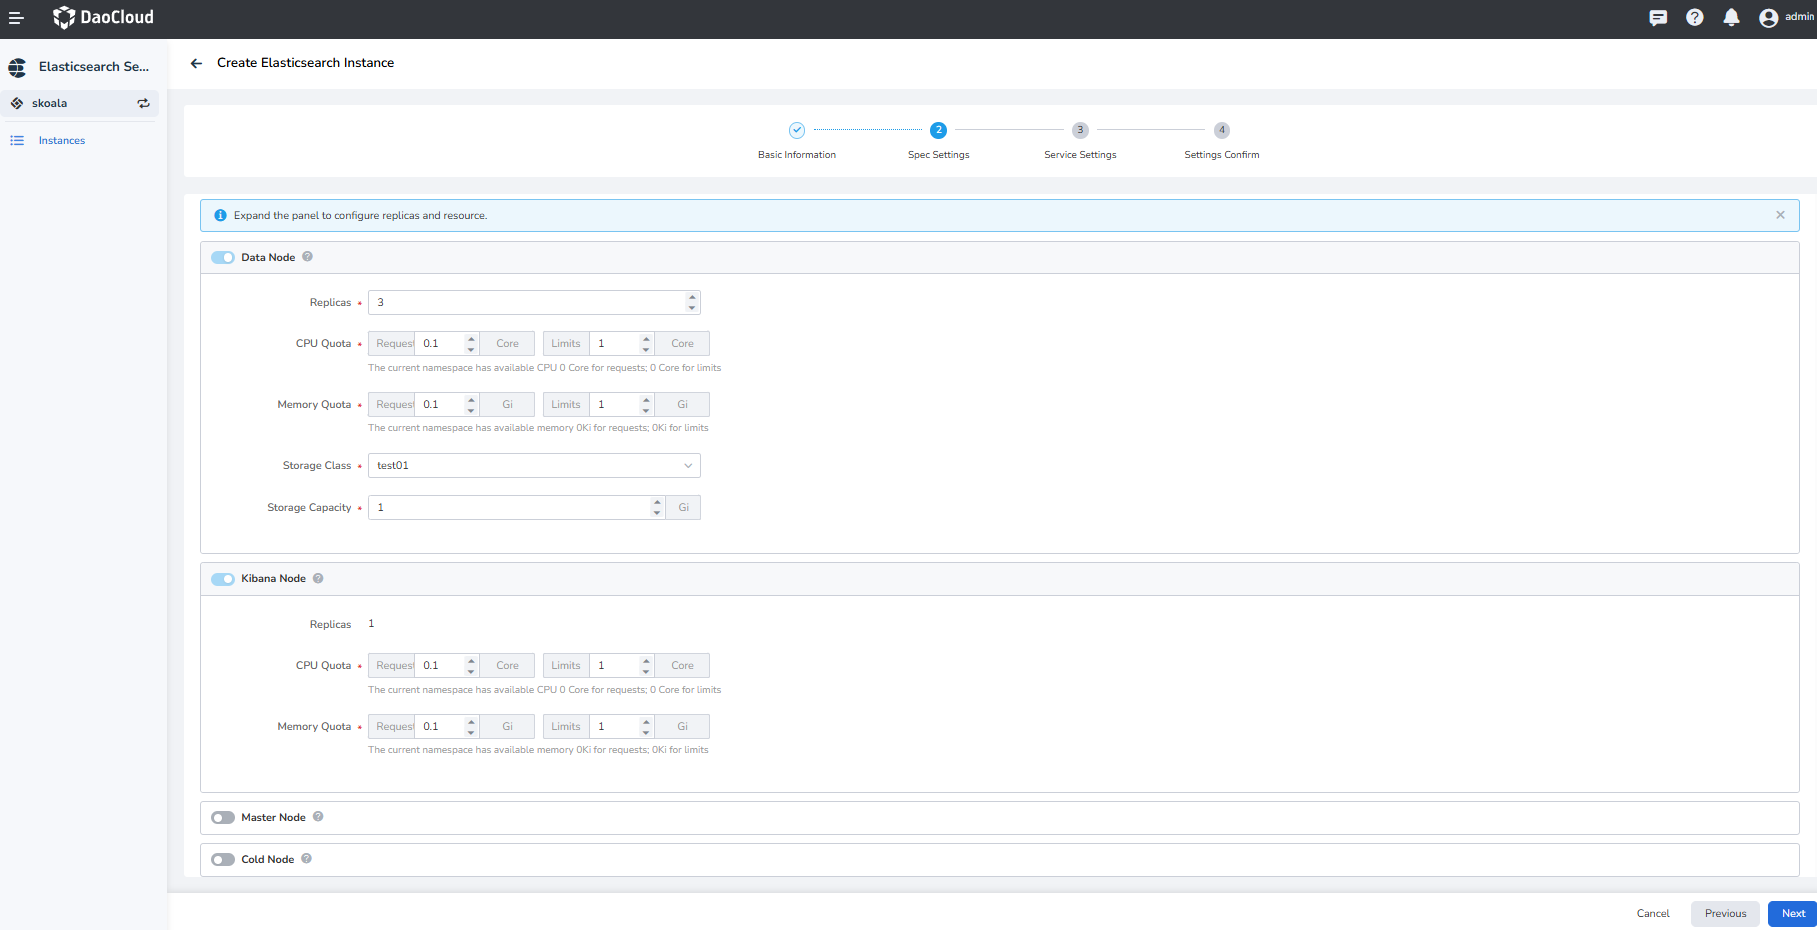 DaoCloud
admin
Elasticsearch Se...
Create Elasticsearch Instance
skoala
Instances
2 3 4
Basic Information Spec Settings Service Settings Settings Confirm
Expand the panel to configure replicas and resource.
Data Node
Replicas * 3
CPU Quota * Request 0.1 Core Limits 1 Core
The current namespace has available CPU 0 Core for requests; 0 Core for limits
Memory Quota * Request 0.1 Gi Limits 1 Gi
The current namespace has available memory 0Ki for requests; 0Ki for limits
Storage Class * test01
Storage Capacity * 1 Gi
Kibana Node
Replicas 1
CPU Quota * Request 0.1 Core Limits 1 Core
The current namespace has available CPU 0 Core for requests; 0 Core for limits
Memory Quota * Request 0.1 Gi Limits 1 Gi
The current namespace has available memory 0Ki for requests; 0Ki for limits
Master Node
Cold Node
Cancel Previous Next